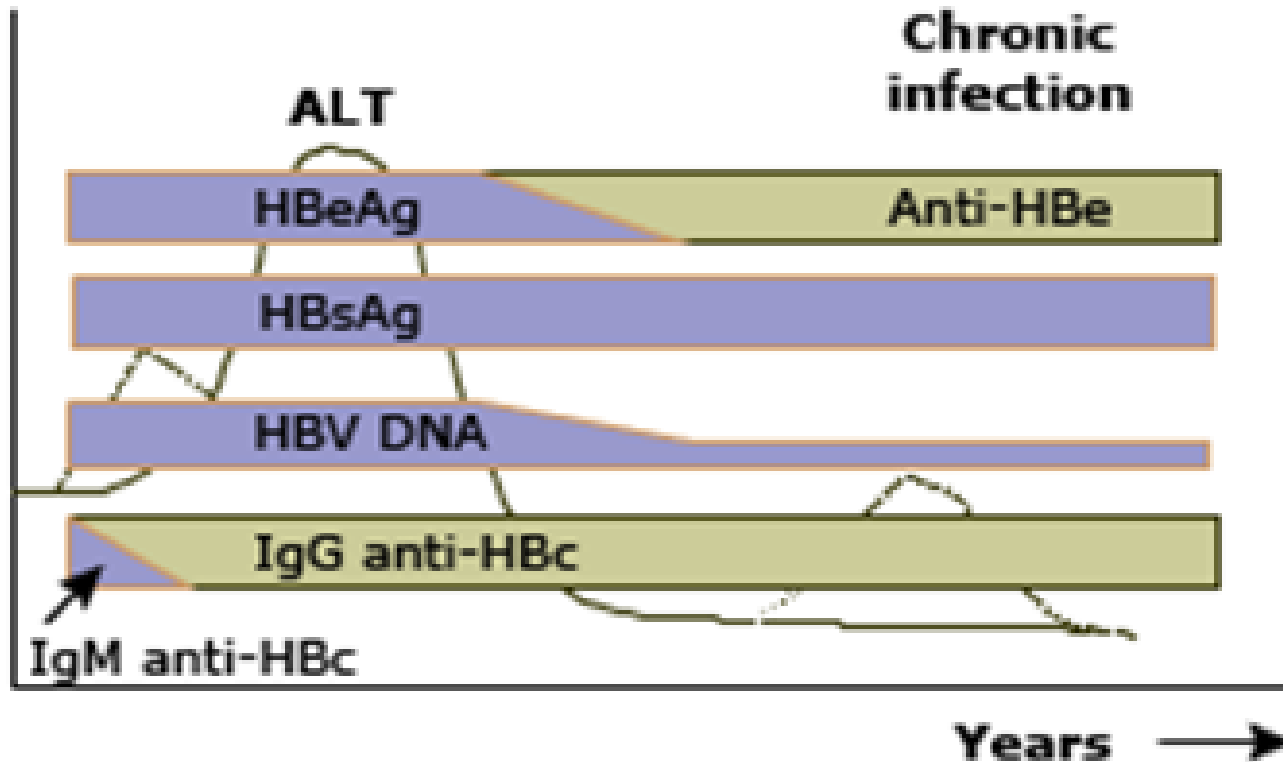 Chronic
infection
ALT
HBeAg
Anti-HBe
HBsAg
HBV DNA
IgG anti-HBc
IgM anti-HBc
Years